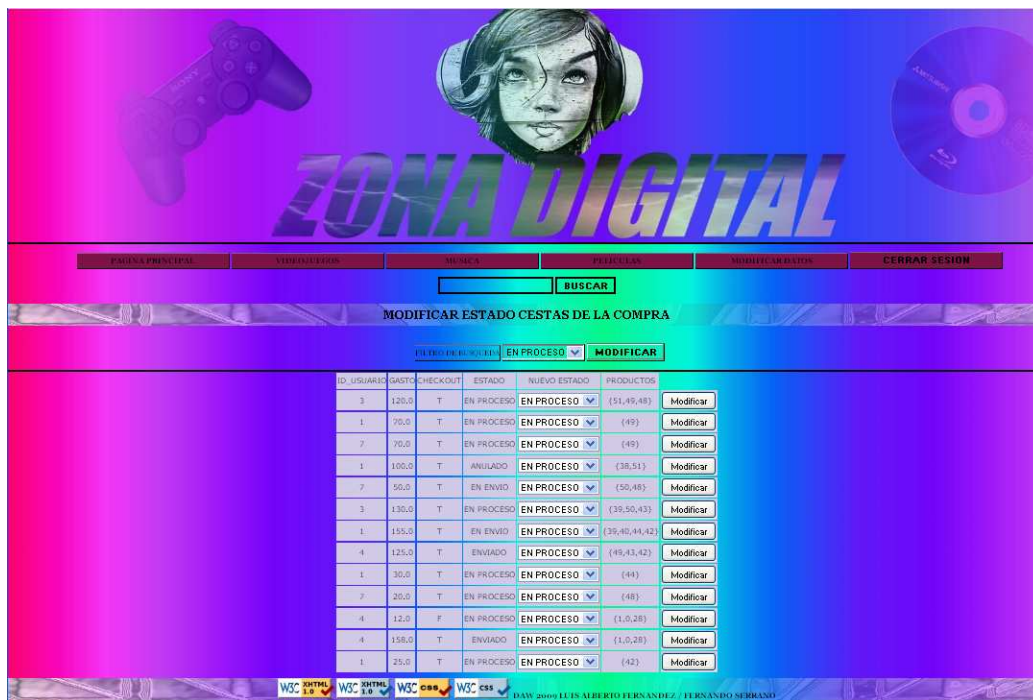 SONY
ZONA DIGITAL
PAGINA PRINCIPAL VIDEOJUEGOS MUSICA PELICULAS MODIFICAR DATOS CERRAR SESION
BUSCAR
MODIFICAR ESTADO CESTAS DE LA COMPRA
FILTRO DE BUSQUEDA EN PROCESO MODIFICAR
ID_USUARIO GASTO CHECKOUT ESTADO NUEVO ESTADO PRODUCTOS
3 120.0 T EN PROCESO EN PROCESO {51,49,48} Modificar
1 70.0 T EN PROCESO EN PROCESO {49} Modificar
7 70.0 T EN PROCESO EN PROCESO {49} Modificar
1 100.0 T ANULADO EN PROCESO {38,51} Modificar
7 50.0 T EN ENVIO EN PROCESO {50,48} Modificar
3 130.0 T EN PROCESO EN PROCESO {39,50,43} Modificar
1 155.0 T EN ENVIO EN PROCESO {39,40,44,42} Modificar
4 125.0 T ENVIADO EN PROCESO {49,43,42} Modificar
1 30.0 T EN PROCESO EN PROCESO {44} Modificar
7 20.0 T EN PROCESO EN PROCESO {48} Modificar
4 12.0 F EN PROCESO EN PROCESO {1,0,28} Modificar
4 158.0 T ENVIADO EN PROCESO {1,0,28} Modificar
1 25.0 T EN PROCESO EN PROCESO {42} Modificar
W3C XHTML 1.0 W3C XHTML 1.0 W3C css W3C css DAW 2009 LUIS ALBERTO FERNANDEZ / FERNANDO SERRANO